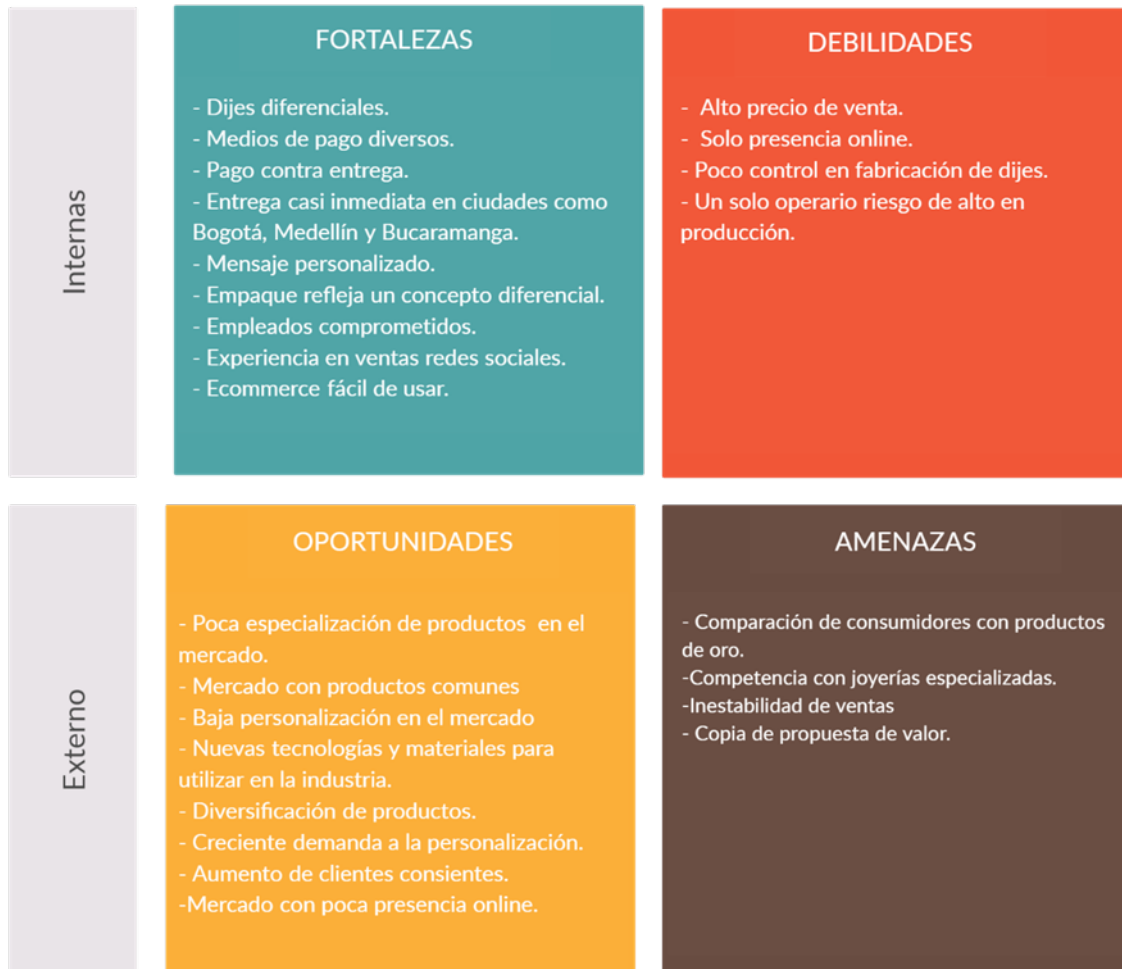 Internas
FORTALEZAS
- Dijes diferenciales.
- Medios de pago diversos.
- Pago contra entrega.
- Entrega casi inmediata en ciudades como
Bogotá, Medellín y Bucaramanga.
- Mensaje personalizado.
- Empaque refleja un concepto diferencial.
- Empleados comprometidos.
- Experiencia en ventas redes sociales.
- Ecommerce fácil de usar.
DEBILIDADES
- Alto precio de venta.
- Solo presencia online.
- Poco control en fabricación de dijes.
- Un solo operario riesgo de alto en
producción.
Externo
OPORTUNIDADES
- Poca especialización de productos en el
mercado.
- Mercado con productos comunes
- Baja personalización en el mercado
- Nuevas tecnologías y materiales para
utilizar en la industria.
- Diversificación de productos.
- Creciente demanda a la personalización.
- Aumento de clientes consientes.
-Mercado con poca presencia online.
AMENAZAS
- Comparación de consumidores con productos
de oro.
-Competencia con joyerías especializadas.
-Inestabilidad de ventas
- Copia de propuesta de valor.